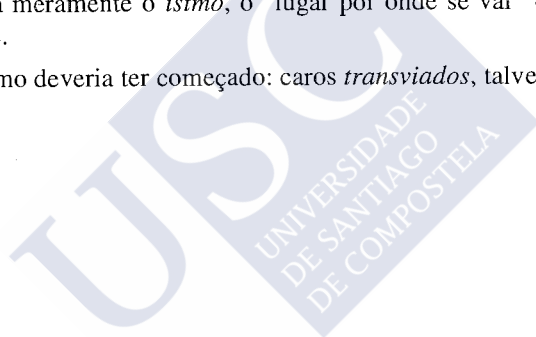 meramente o istmo, o "lugar por onde se vai"
.
mo deveria ter começado: caros transviados, talve
USC
UNIVERSIDADE
DE SANTIAGO
DE COMPOSTELA